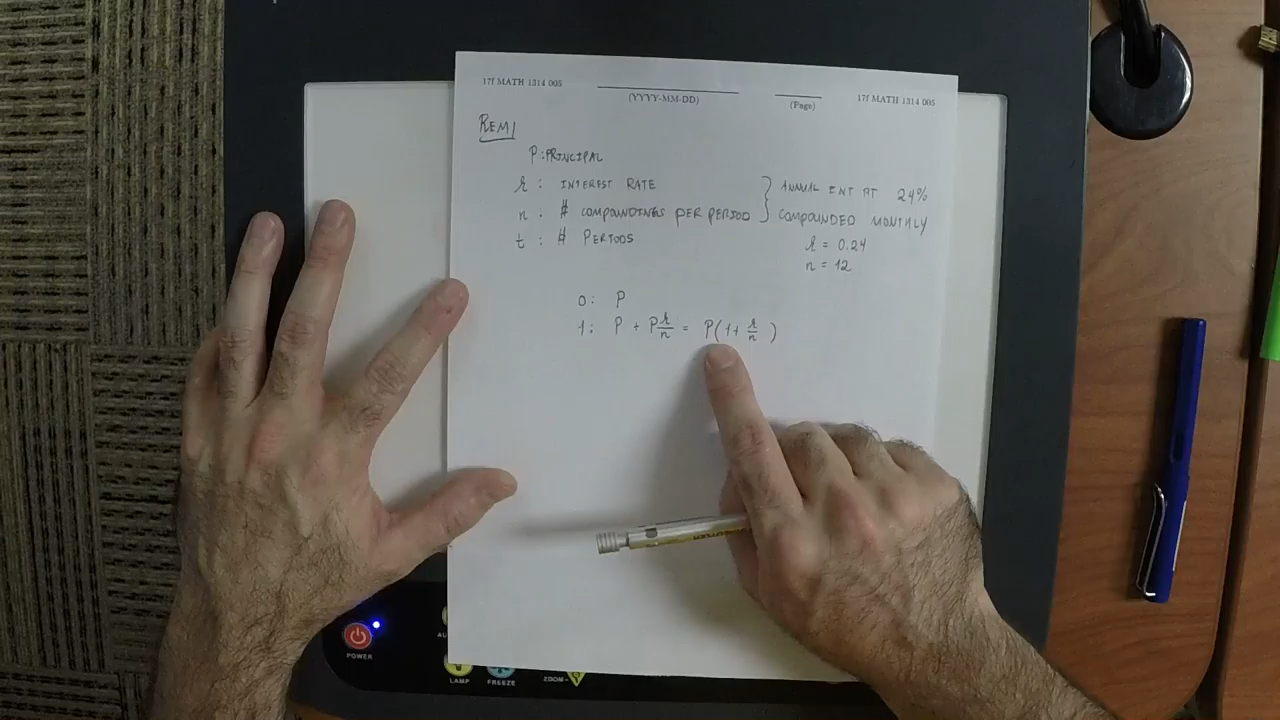 17f MATH 1314 005 (YYYY-MM-DD) (Page) 17f MATH 1314 005
REM
P: PRINCIPAL
r : INTEREST RATE } ANNUAL INT AT 24%
n : # COMPOUNDINGS PER PERIOD } COMPOUNDED MONTHLY
t : # PERIODS
r = 0.24
n = 12
0: P
1: P + P r/n = P(1 + r/n )
POWER
LAMP
FREEZE
ZOOM-